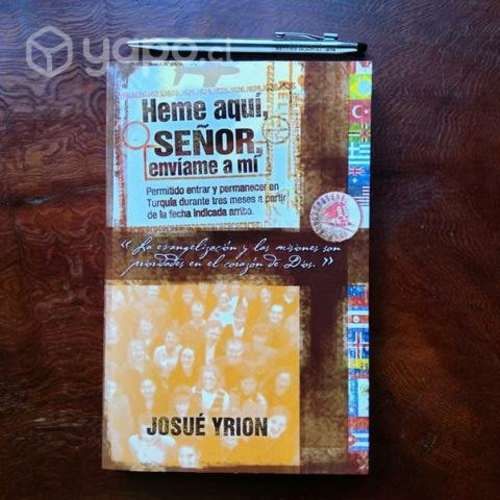 yapo.cl
Heme aquí,
SEÑOR,
envíame a mí
Permitido entrar y permanecer en
Turquía durante tres meses a partir
de la fecha indicada arriba.
“La evangelización y las misiones son
prioridades en el corazón de Dios.”
JOSUÉ YRION